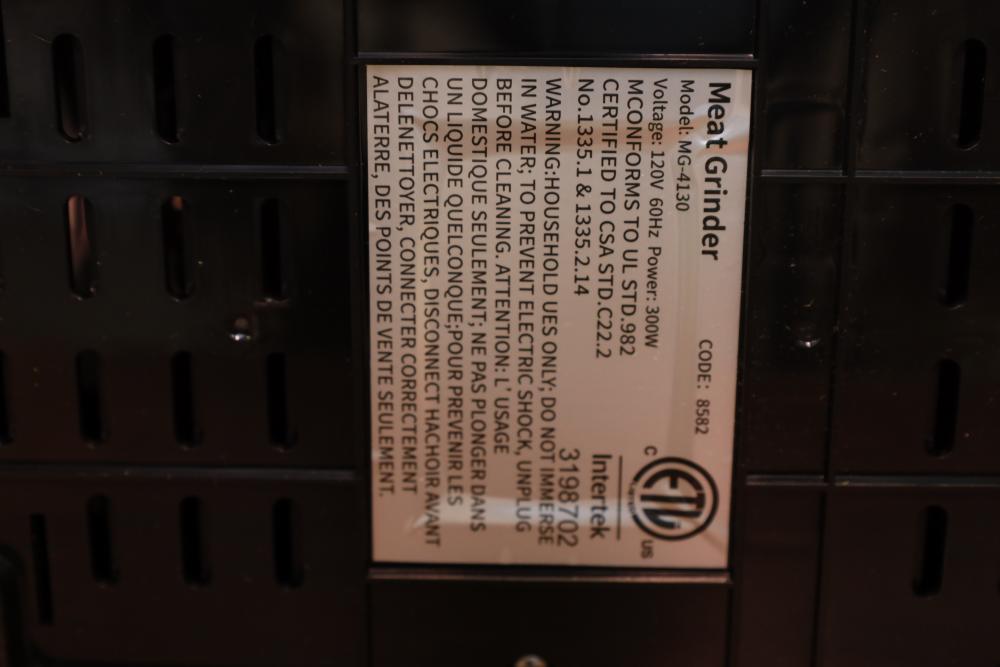 Meat Grinder CODE: 8582
Model: MG-4130
Voltage: 120V 60Hz Power: 300W
MCONFORMS TO UL STD.982
CERTIFIED TO CSA STD.C22.2
No.1335.1 & 1335.2.14
C ETL US
Intertek
3198702
WARNING:HOUSEHOLD UES ONLY; DO NOT IMMERSE
IN WATER; TO PREVENT ELECTRIC SHOCK, UNPLUG
BEFORE CLEANING. ATTENTION: L' USAGE
DOMESTIQUE SEULEMENT; NE PAS PLONGER DANS
UN LIQUIDE QUELCONQUE;POUR PREVENIR LES
CHOCS ELECTRIQUES, DISCONNECT HACHOIR AVANT
DELENETTOYER, CONNECTER CORRECTEMENT
ALATERRE, DES POINTS DE VENTE SEULEMENT.